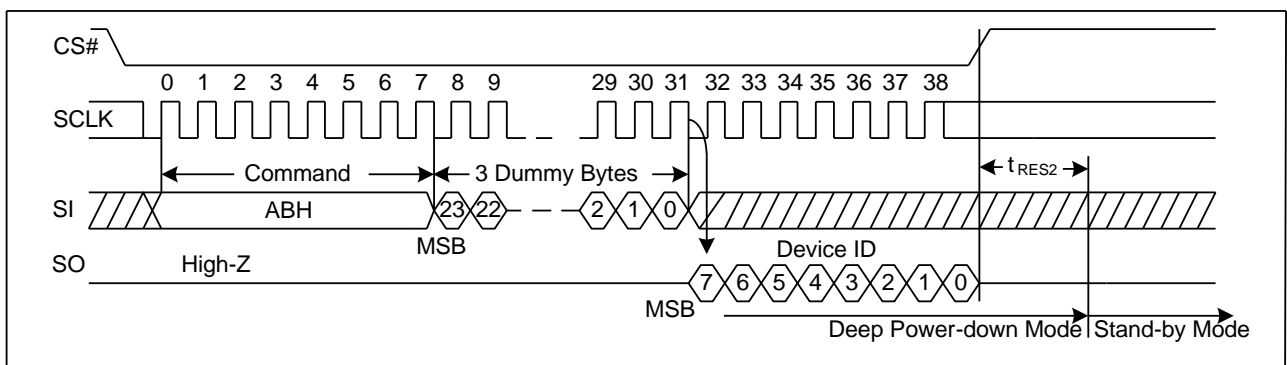 CS#
0 1 2 3 4 5 6 7 8 9 29 30 31 32 33 34 35 36 37 38
SCLK
Command 3 Dummy Bytes tRES2
SI ABH 23 22 2 1 0
MSB Device ID
SO High-Z 7 6 5 4 3 2 1 0
MSB
Deep Power-down Mode Stand-by Mode